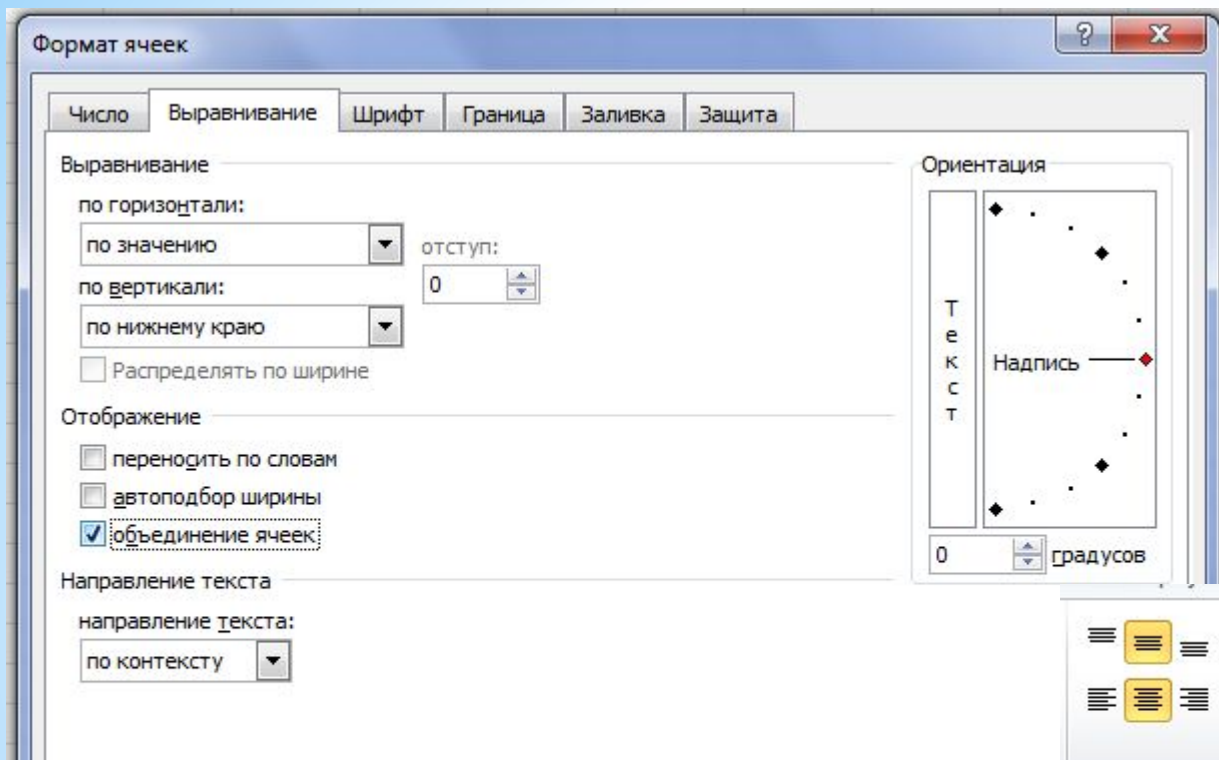 Формат ячеек
Число Выравнивание Шрифт Граница Заливка Защита
Выравнивание
по горизонтали:
по значению
отступ:
0
по вертикали:
по нижнему краю
Распределять по ширине
Отображение
переносить по словам
автоподбор ширины
объединение ячеек
Направление текста
направление текста:
по контексту
Ориентация
Текст
Надпись
0 градусов